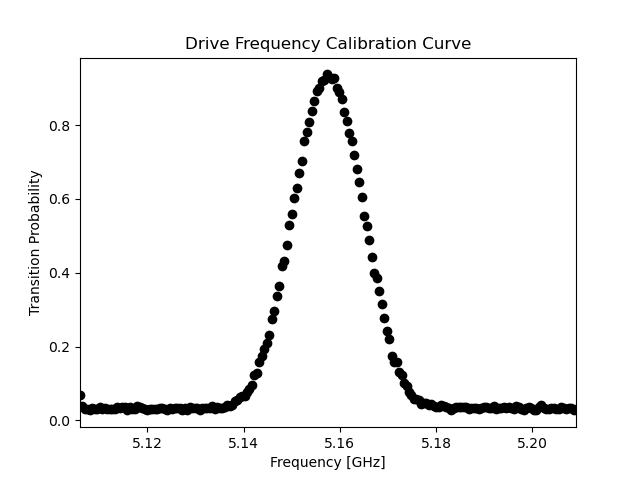 Drive Frequency Calibration Curve
Transition Probability
0.8
0.6
0.4
0.2
0.0
5.12 5.14 5.16 5.18 5.20
Frequency [GHz]